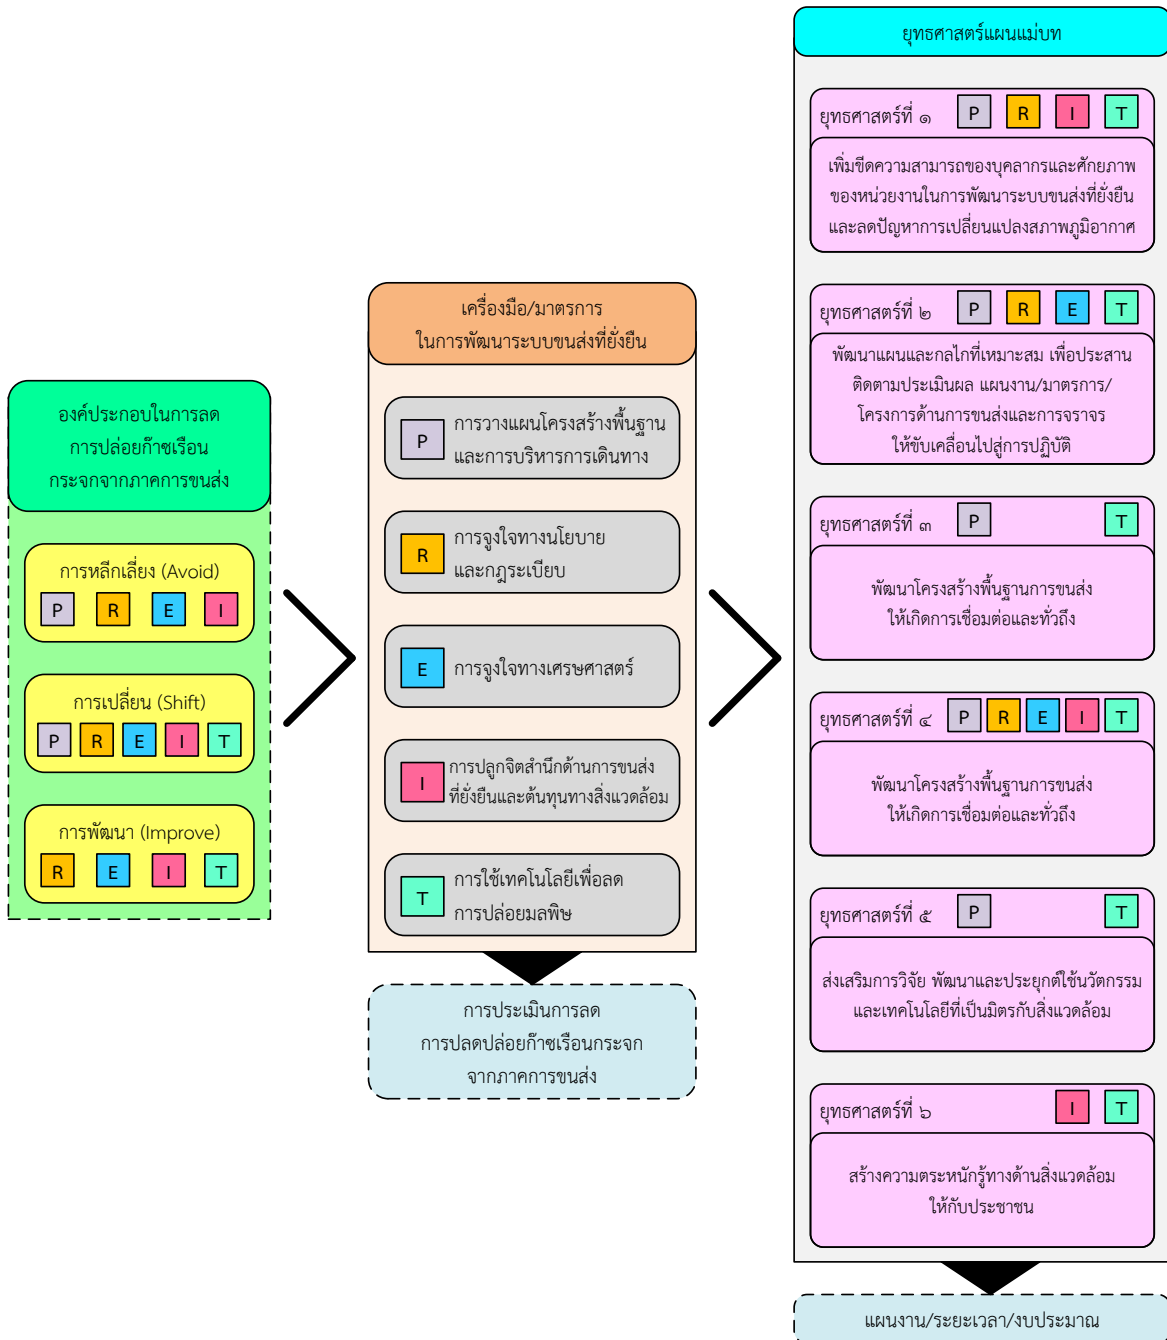 องค์ประกอบในการลด
การปล่อยก๊าซเรือน
กระจกจากภาคการขนส่ง
การหลีกเลี่ยง (Avoid)
P R E I
การเปลี่ยน (Shift)
P R E I T
การพัฒนา (Improve)
R E I T
เครื่องมือ/มาตรการ
ในการพัฒนาระบบขนส่งที่ยั่งยืน
P
การวางแผนโครงสร้างพื้นฐาน
และการบริหารการเดินทาง
R
การจูงใจทางนโยบาย
และกฎระเบียบ
E การจูงใจทางเศรษศาสตร์
I
การปลูกจิตสำนึกด้านการขนส่ง
ที่ยั่งยืนและต้นทุนทางสิ่งแวดล้อม
T
การใช้เทคโนโลยีเพื่อลด
การปล่อยมลพิษ
การประเมินการลด
การปลดปล่อยก๊าซเรือนกระจก
จากภาคการขนส่ง
ยุทธศาสตร์แผนแม่บท
ยุทธศาสตร์ที่ ๑ P R I T
เพิ่มขีดความสามารถของบุคลากรและศักยภาพ
ของหน่วยงานในการพัฒนาระบบขนส่งที่ยั่งยืน
และลดปัญหาการเปลี่ยนแปลงสภาพภูมิอากาศ
ยุทธศาสตร์ที่ ๒ P R E T
พัฒนาแผนและกลไกที่เหมาะสม เพื่อประสาน
ติดตามประเมินผล แผนงาน/มาตรการ/
โครงการด้านการขนส่งและการจราจร
ให้ขับเคลื่อนไปสู่การปฏิบัติ
ยุทธศาสตร์ที่ ๓ P T
พัฒนาโครงสร้างพื้นฐานการขนส่ง
ให้เกิดการเชื่อมต่อและทั่วถึง
ยุทธศาสตร์ที่ ๔ P R E I T
พัฒนาโครงสร้างพื้นฐานการขนส่ง
ให้เกิดการเชื่อมต่อและทั่วถึง
ยุทธศาสตร์ที่ ๕ P T
ส่งเสริมการวิจัย พัฒนาและประยุกต์ใช้นวัตกรรม
และเทคโนโลยีที่เป็นมิตรกับสิ่งแวดล้อม
ยุทธศาสตร์ที่ ๖ I T
สร้างความตระหนักรู้ทางด้านสิ่งแวดล้อม
ให้กับประชาชน
แผนงาน/ระยะเวลา/งบประมาณ